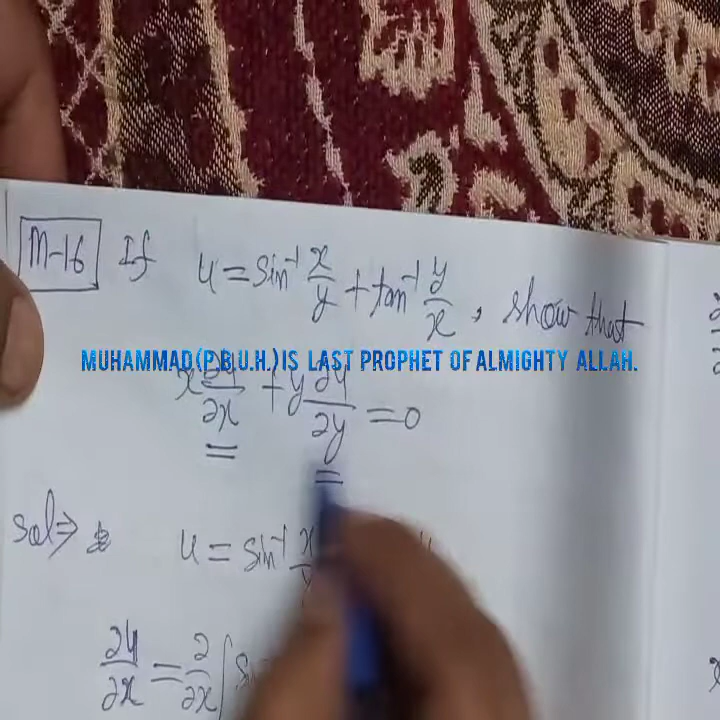 M-16 If u = sin⁻¹ x/y + tan⁻¹ y/x, show that
MUHAMMAD(P.B.U.H.)IS LAST PROPHET OF ALMIGHTY ALLAH.
x ∂u/∂x + y ∂u/∂y = 0
Sol⇒ u = sin⁻¹ x
∂u/∂x = ∂/∂x